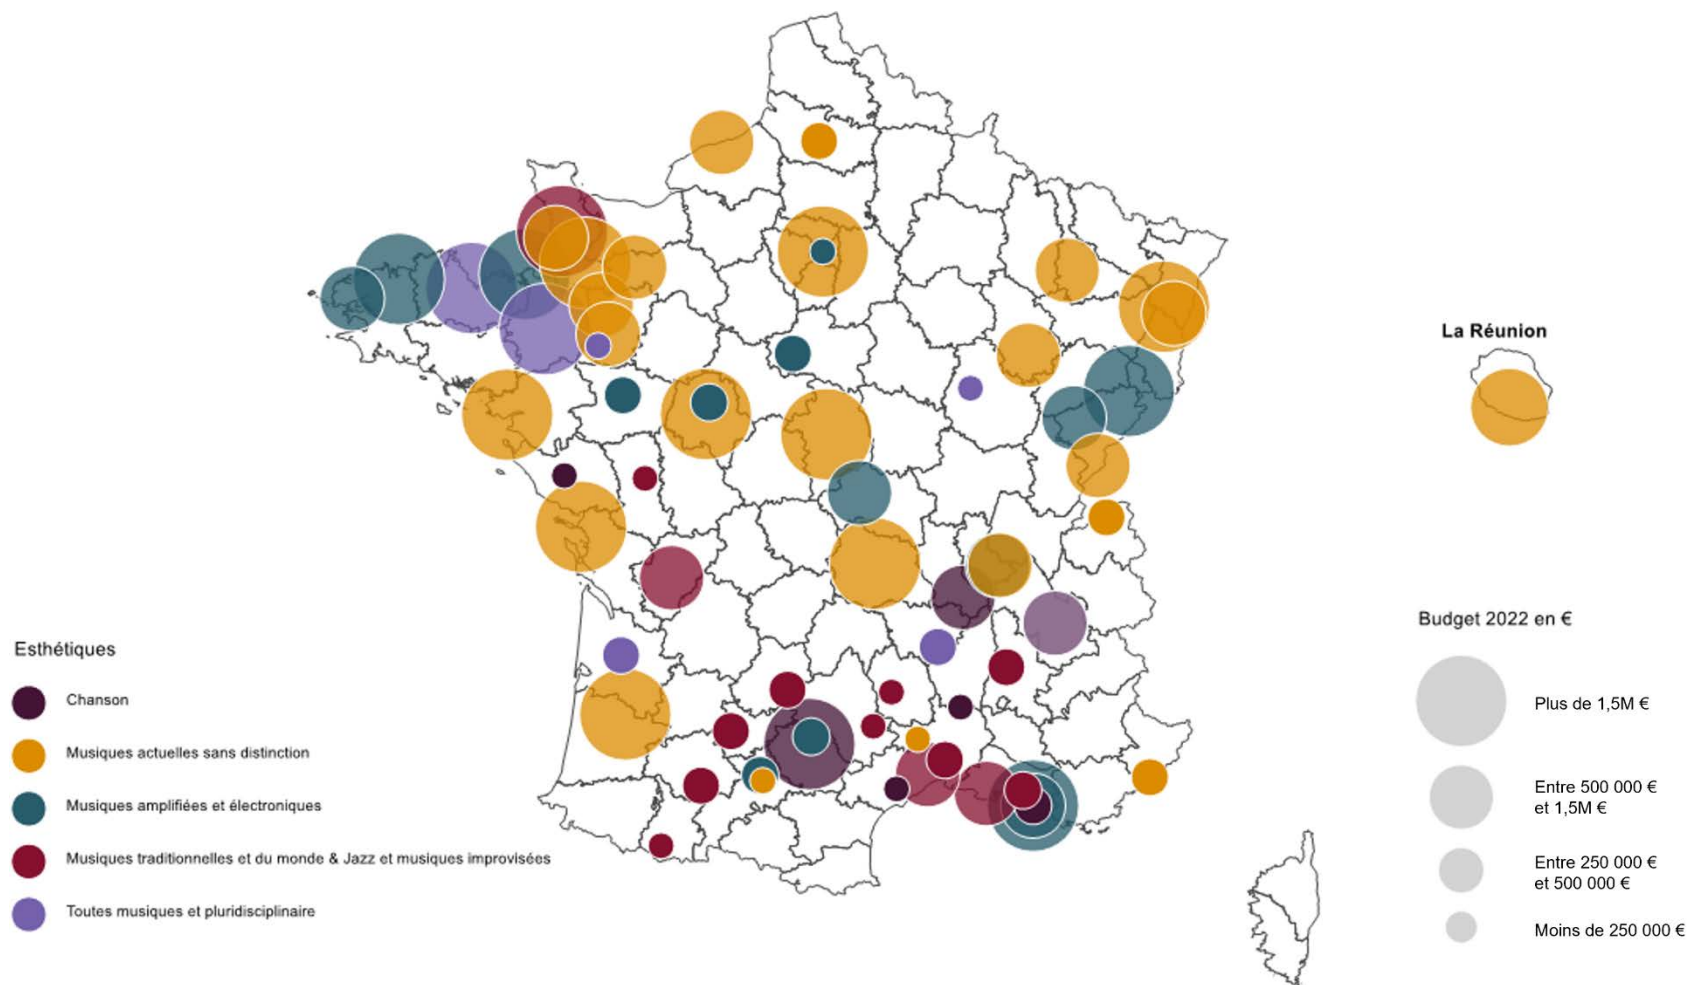 La Réunion
Esthétiques
Chanson
Musiques actuelles sans distinction
Musiques amplifiées et électroniques
Musiques traditionnelles et du monde & Jazz et musiques improvisées
Toutes musiques et pluridisciplinaire
Budget 2022 en €
Plus de 1,5M €
Entre 500 000 €
et 1,5M €
Entre 250 000 €
et 500 000 €
Moins de 250 000 €